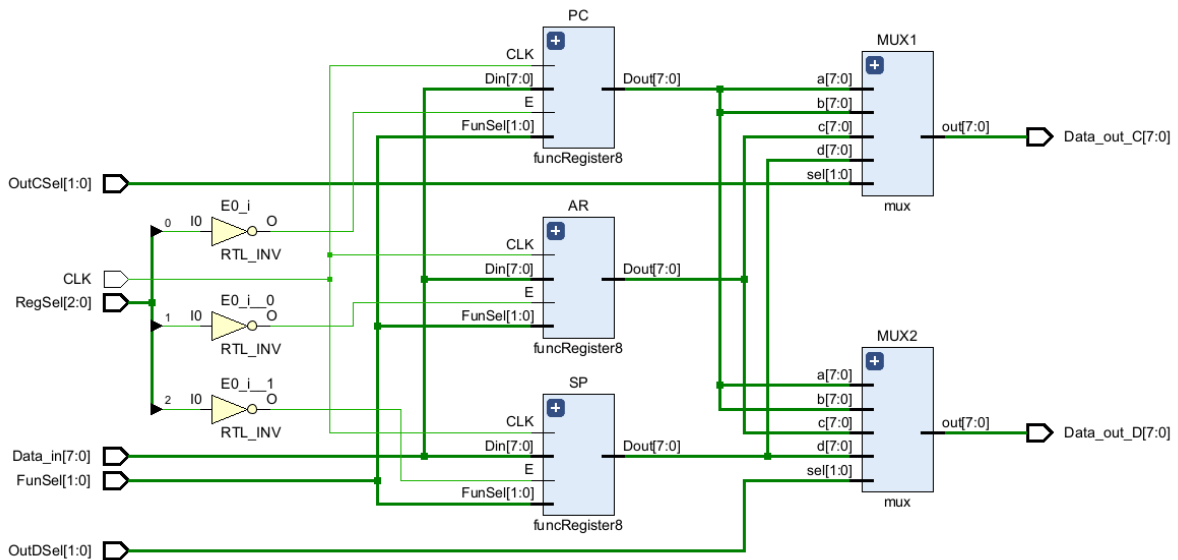 PC
CLK
Din[7:0]
E
FunSel[1:0]
Dout[7:0]
funcRegister8
MUX1
a[7:0]
b[7:0]
c[7:0]
d[7:0]
sel[1:0]
out[7:0]
mux
Data_out_C[7:0]
OutCSel[1:0]
E0_i
0
I0
O
RTL_INV
CLK
RegSel[2:0]
E0_i__0
1
I0
O
RTL_INV
E0_i__1
2
I0
O
RTL_INV
AR
CLK
Din[7:0]
E
FunSel[1:0]
Dout[7:0]
funcRegister8
SP
CLK
Din[7:0]
E
FunSel[1:0]
Dout[7:0]
funcRegister8
MUX2
a[7:0]
b[7:0]
c[7:0]
d[7:0]
sel[1:0]
out[7:0]
mux
Data_out_D[7:0]
Data_in[7:0]
FunSel[1:0]
OutDSel[1:0]